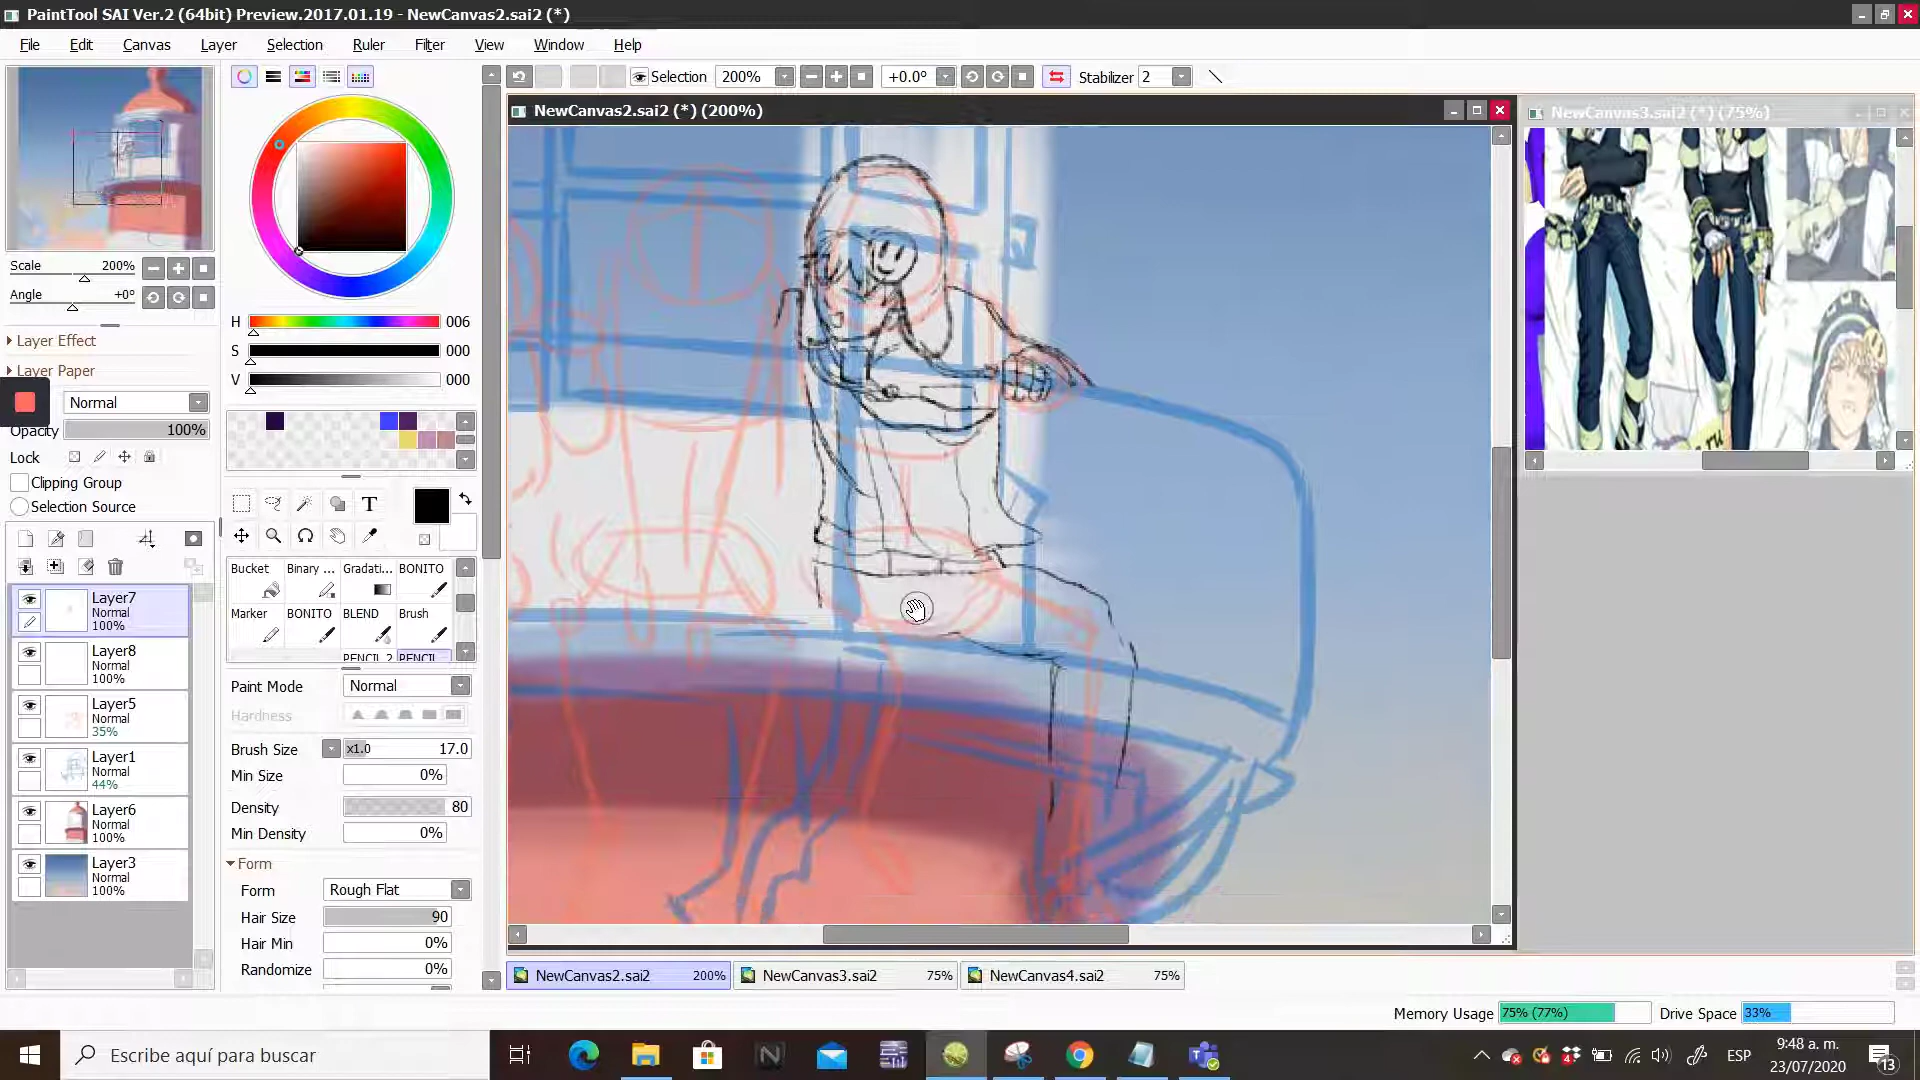 PaintTool SAI Ver.2 (64bit) Preview.2017.01.19 - NewCanvas2.sai2 (*)
File Edit Canvas Layer Selection Ruler Filter View Window Help
Selection 200% +0.0° Stabilizer 2
NewCanvas2.sai2 (*) (200%)
NewCanvas3.sai2 (*) (75%)
Scale 200%
Angle +0°
Layer Effect
Layer Paper
Normal
Opacity 100%
Lock
Clipping Group
Selection Source
Layer7
Normal
100%
Layer8
Normal
100%
Layer5
Normal
35%
Layer1
Normal
44%
Layer6
Normal
100%
Layer3
Normal
100%
H 006
S 000
V 000
T
Bucket Binary ... Gradati... BONITO
Marker BONITO BLEND Brush
PENCIL 2 PENCIL
Paint Mode Normal
Hardness
Brush Size x1.0 17.0
Min Size 0%
Density 80
Min Density 0%
Form
Form Rough Flat
Hair Size 90
Hair Min 0%
Randomize 0%
NewCanvas2.sai2 200% NewCanvas3.sai2 75% NewCanvas4.sai2 75%
Memory Usage 75% (77%) Drive Space 33%
Escribe aquí para buscar
ESP
9:48 a. m.
23/07/2020
13